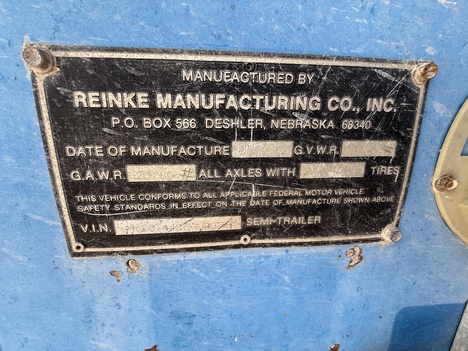 MANUFACTURED BY
REINKE MANUFACTURING CO., INC.
P.O. BOX 566 DESHLER, NEBRASKA 68340
DATE OF MANUFACTURE G.V.W.R.
G.A.W.R. ALL AXLES WITH TIRES
THIS VEHICLE CONFORMS TO ALL APPLICABLE FEDERAL MOTOR VEHICLE
SAFETY STANDARDS IN EFFECT ON THE DATE OF MANUFACTURE SHOWN ABOVE.
V.I.N. SEMI-TRAILER